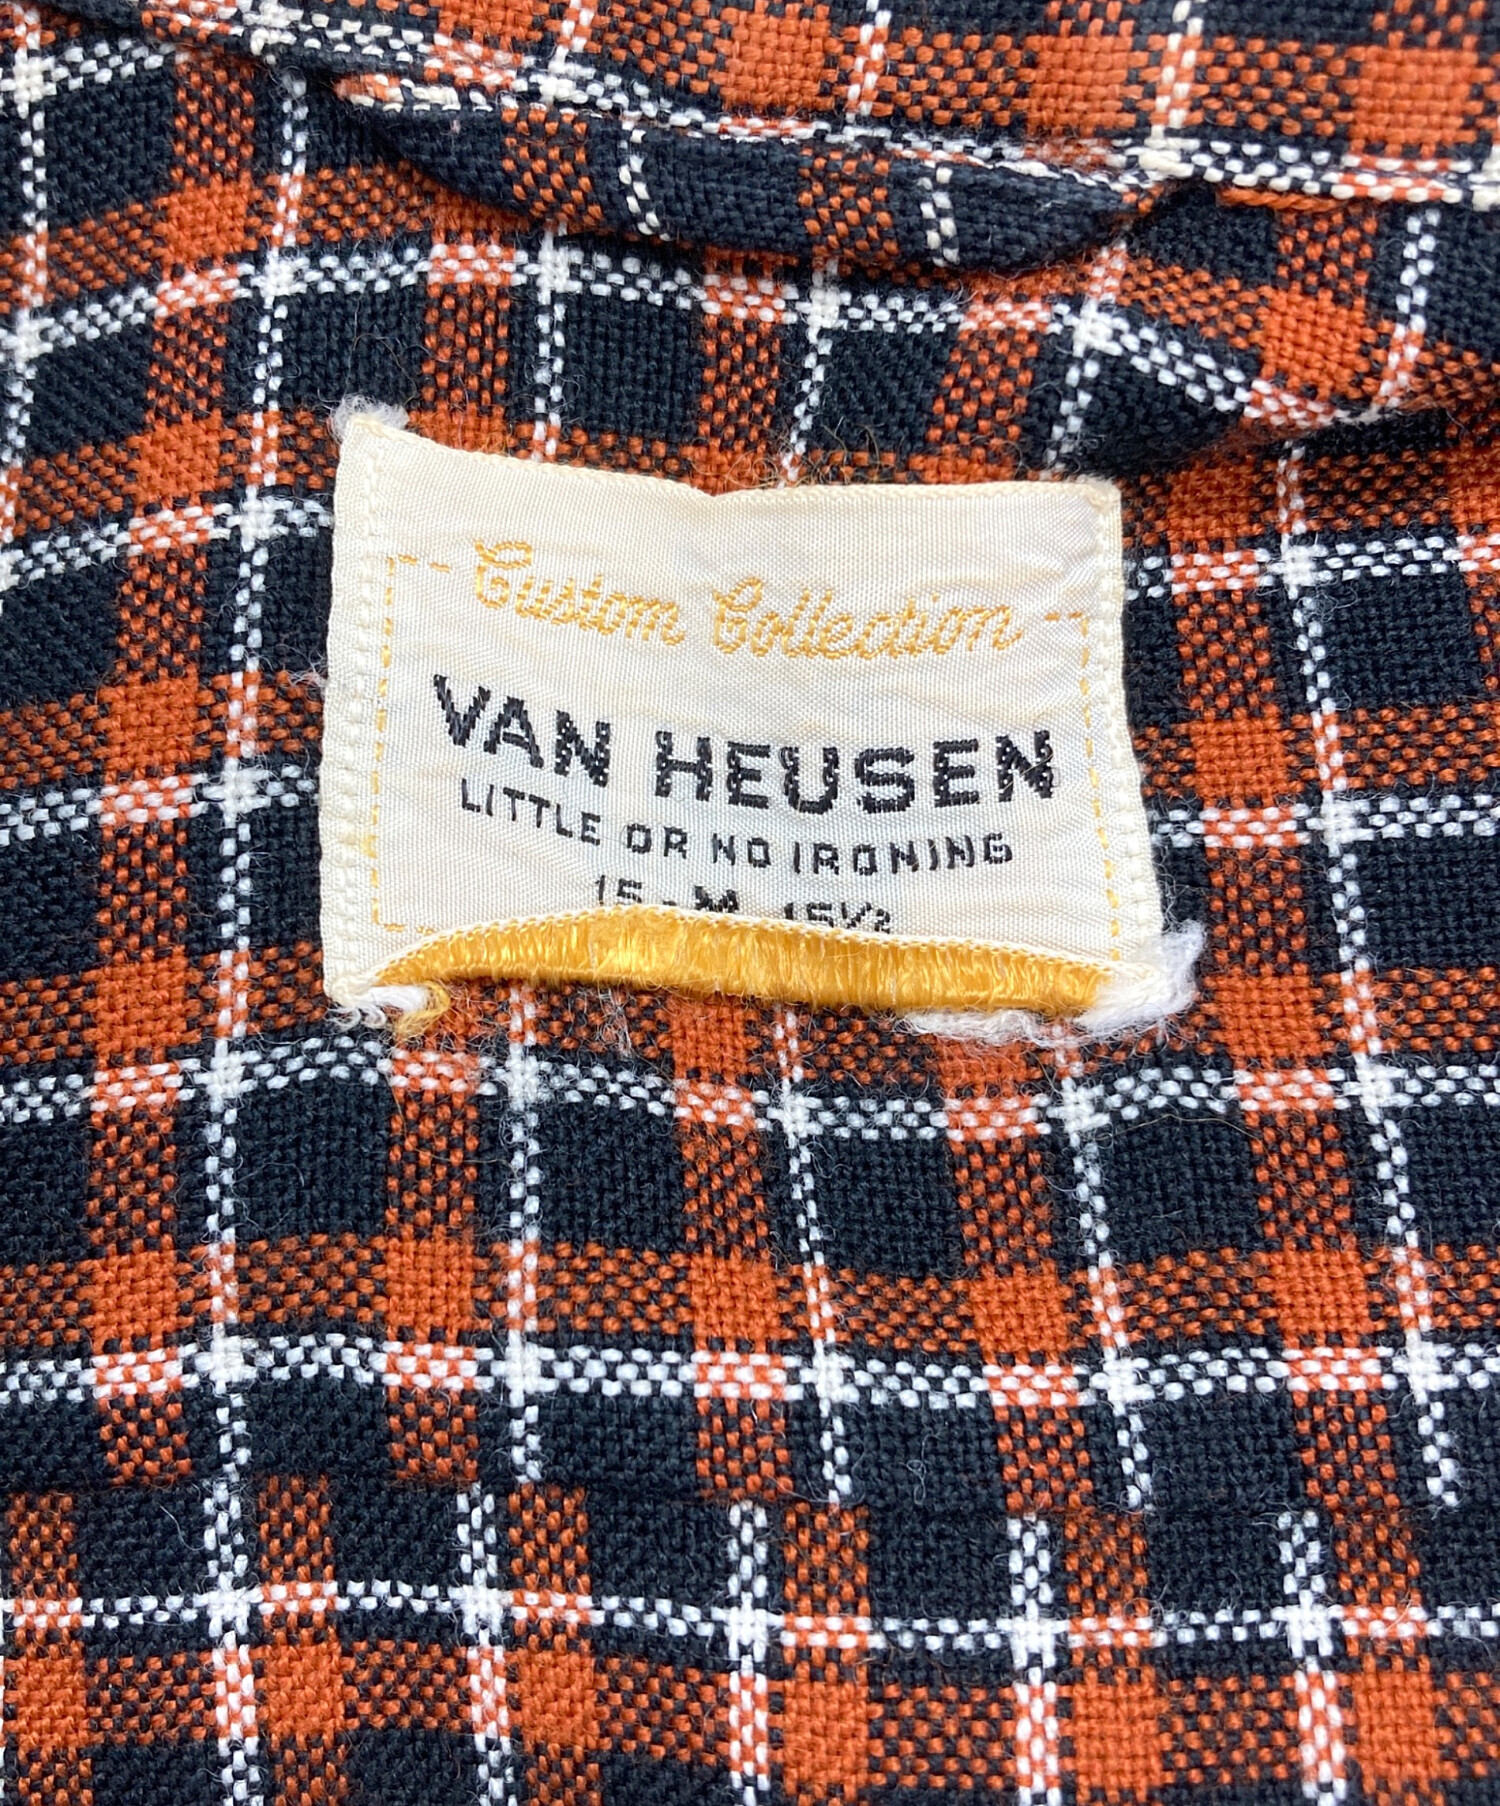 Custom Collection
VAN HEUSEN
LITTLE OR NO IRONING
15 - M 15½